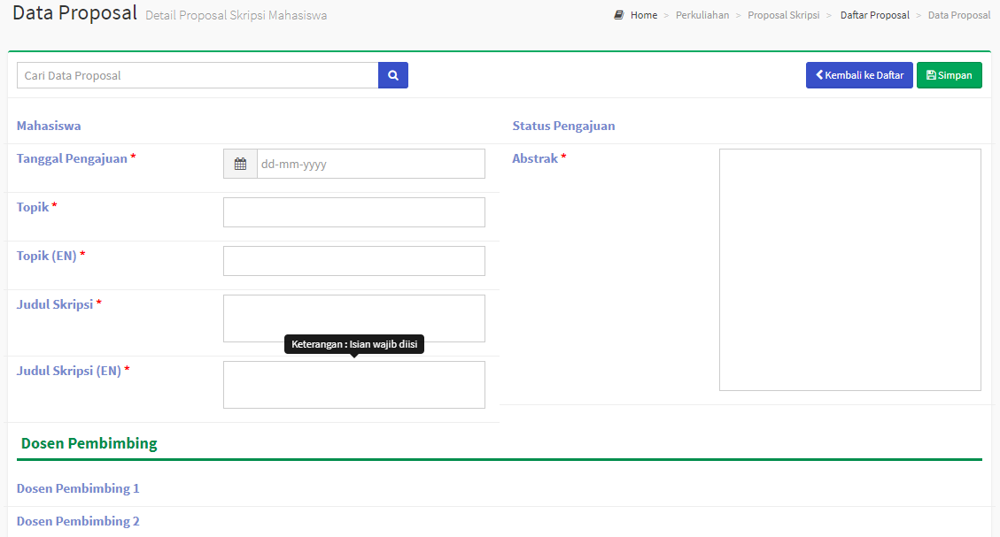 Data Proposal Detail Proposal Skripsi Mahasiswa
Home > Perkuliahan > Proposal Skripsi > Daftar Proposal > Data Proposal
Cari Data Proposal
Kembali ke Daftar
Simpan
Mahasiswa
Tanggal Pengajuan *
dd-mm-yyyy
Topik *
Topik (EN) *
Judul Skripsi *
Keterangan : Isian wajib diisi
Judul Skripsi (EN) *
Status Pengajuan
Abstrak *
Dosen Pembimbing
Dosen Pembimbing 1
Dosen Pembimbing 2